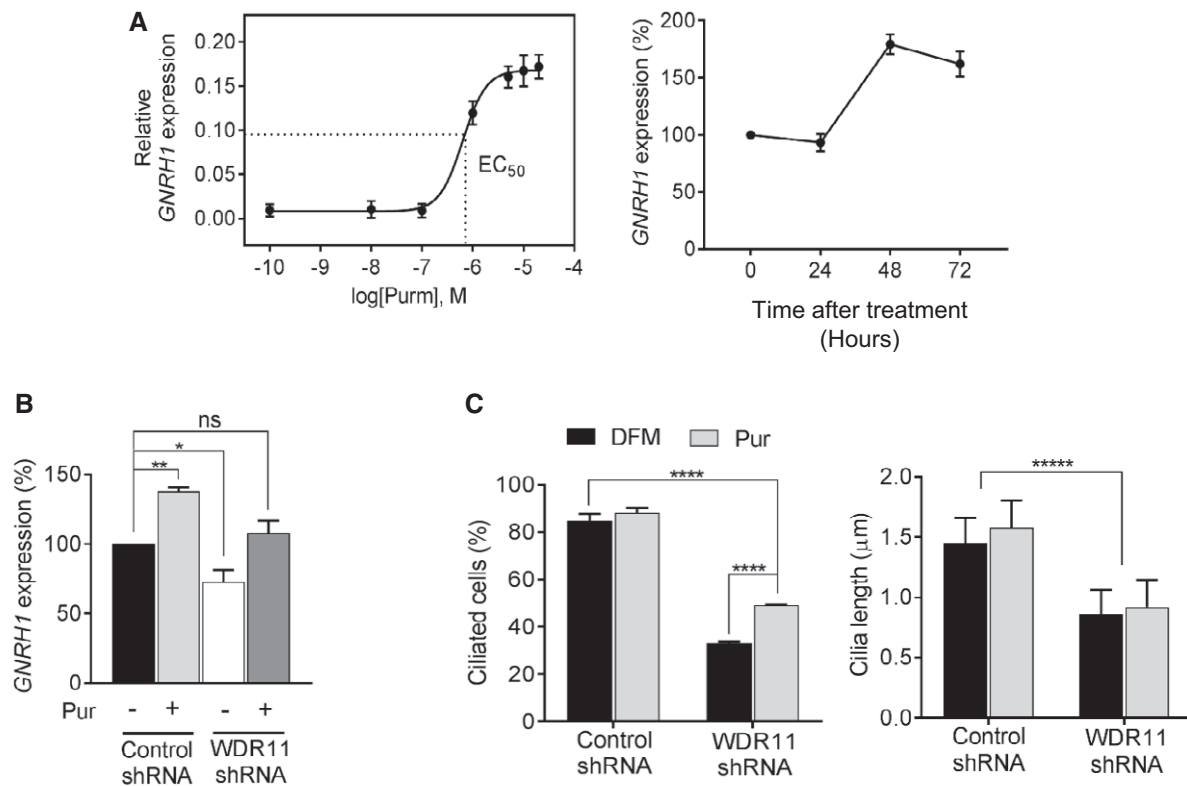 A
Relative
GNRH1 expression
0.20
0.15
0.10
0.05
0.00
EC50
-10 -9 -8 -7 -6 -5 -4
log[Purm], M
GNRH1 expression (%)
200
150
100
50
0
0 24 48 72
Time after treatment
(Hours)
B
GNRH1 expression (%)
150
100
50
0
ns
*
**
Pur - + - +
Control
shRNA
WDR11
shRNA
C
DFM Pur
Ciliated cells (%)
100
80
60
40
20
0
****
****
Control
shRNA
WDR11
shRNA
Cilia length (μm)
2.0
1.5
1.0
0.5
0.0
*****
Control
shRNA
WDR11
shRNA